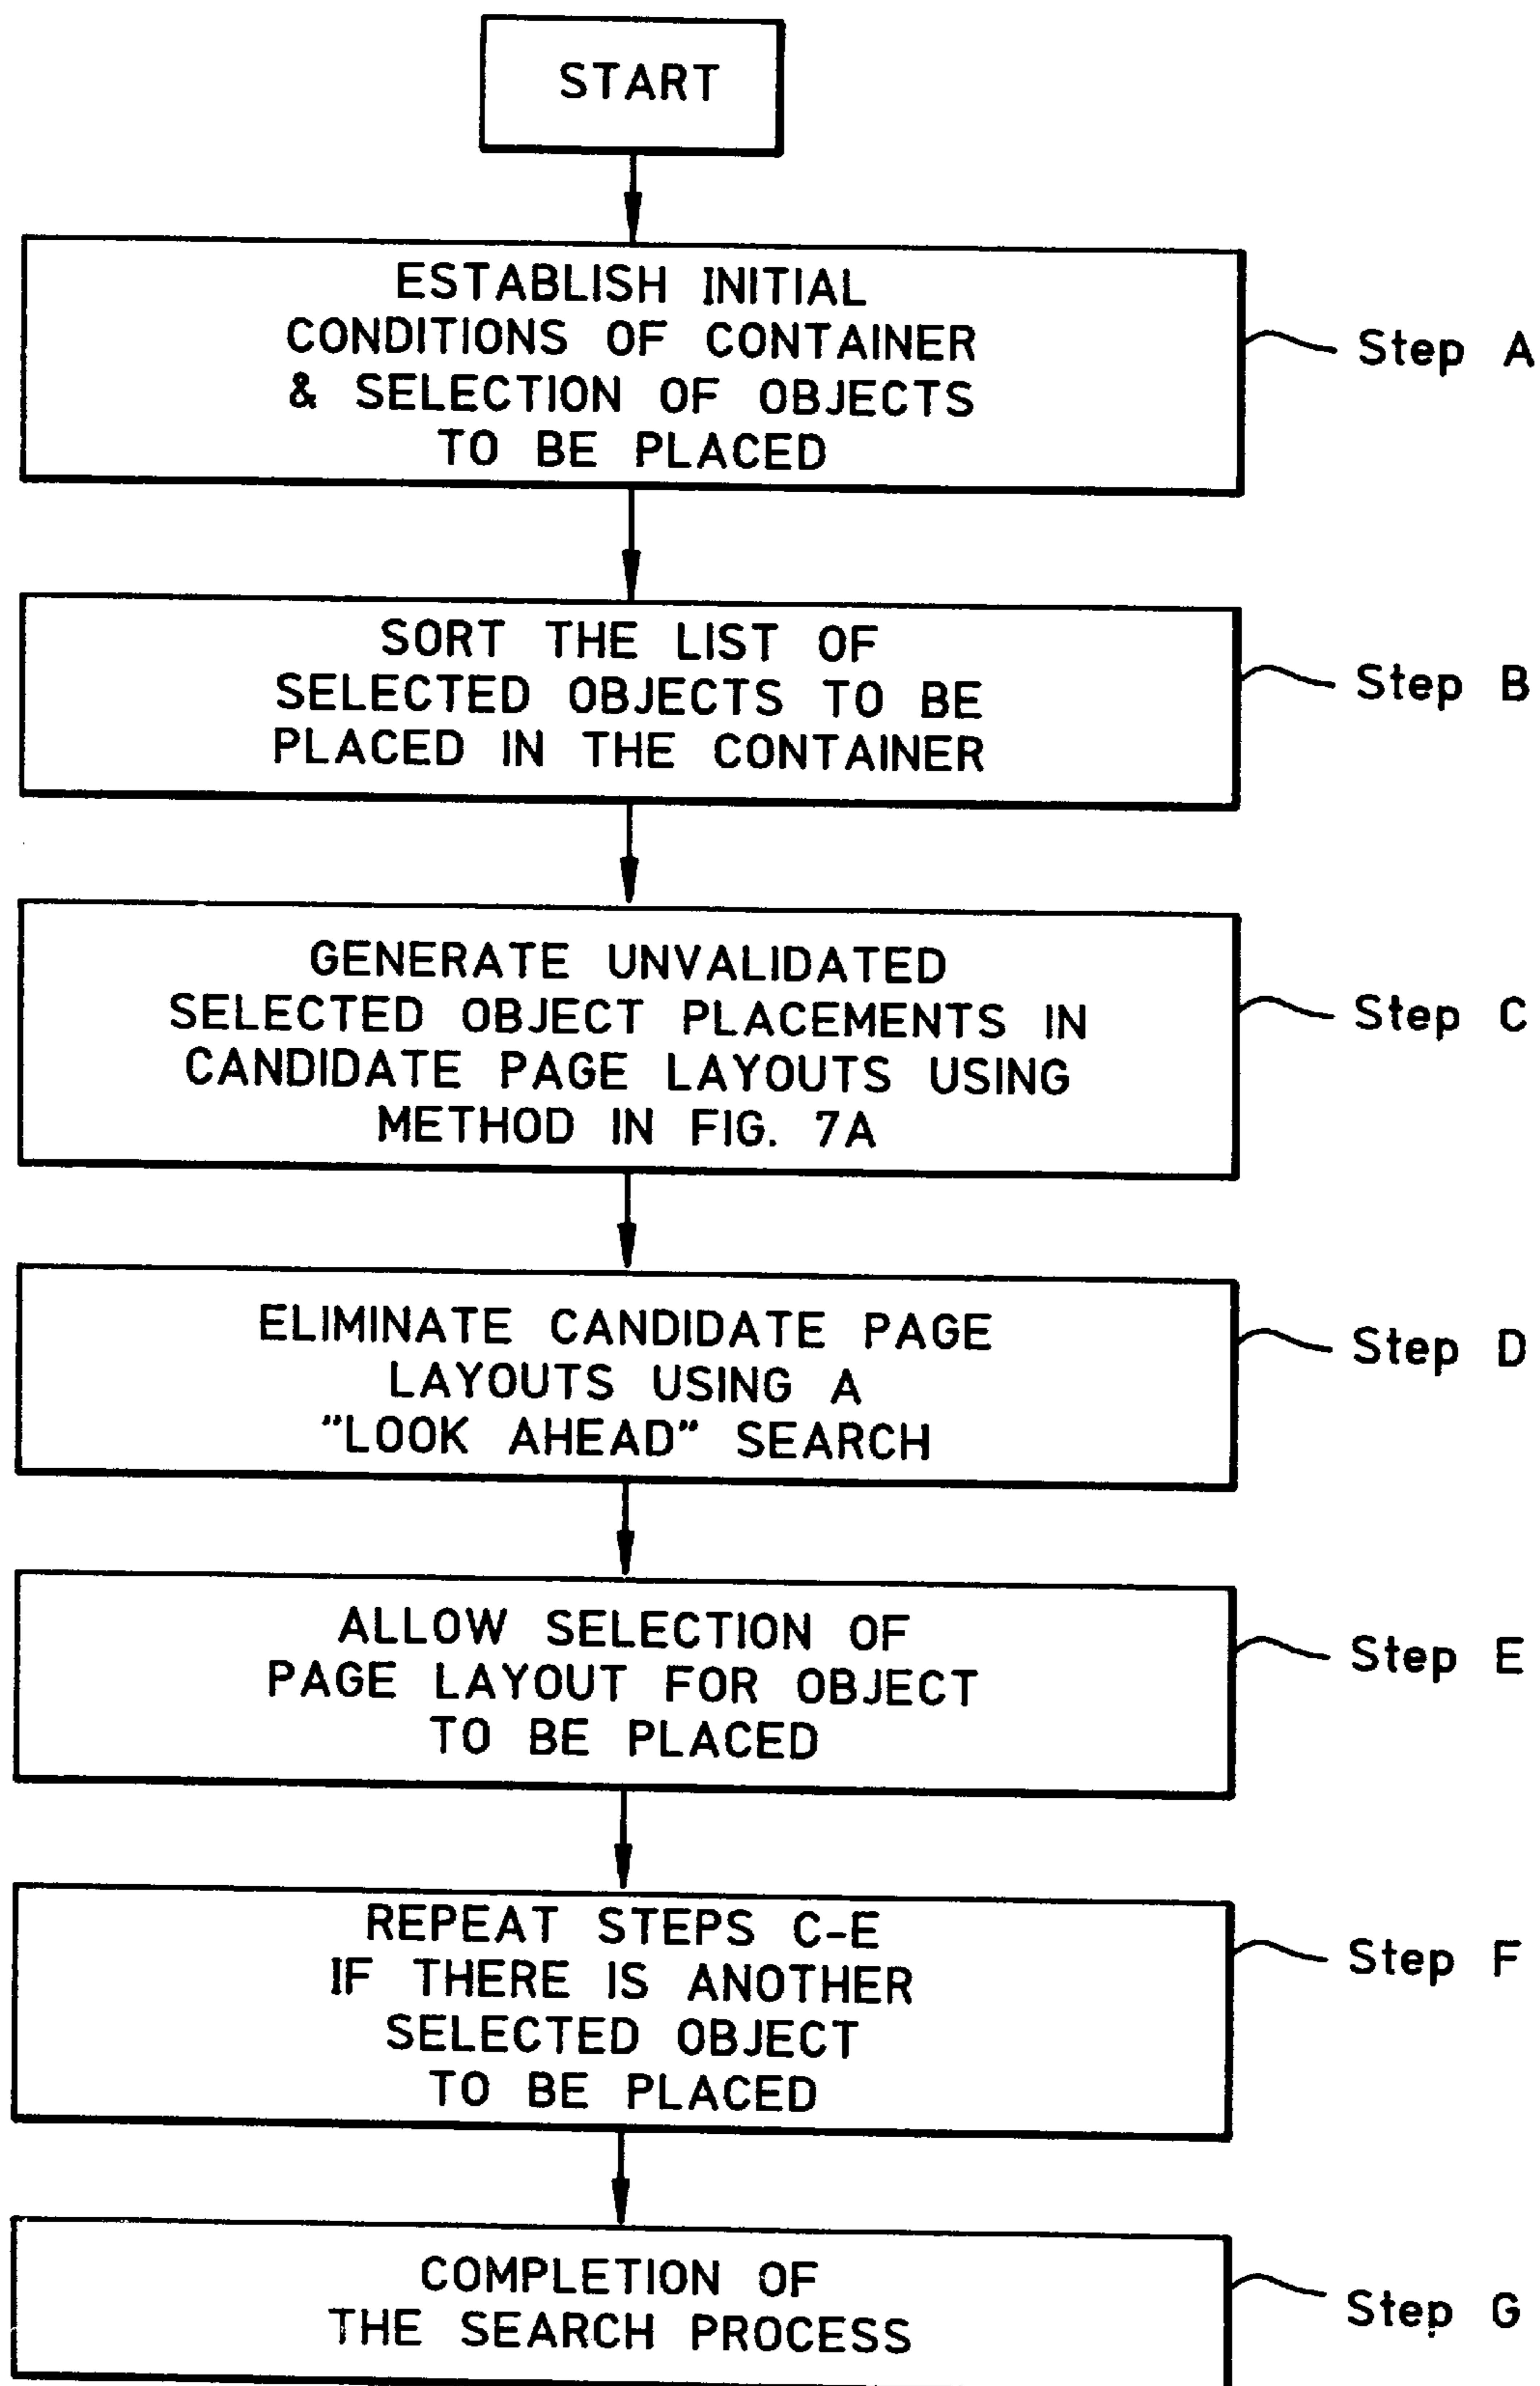 START
ESTABLISH INITIAL
CONDITIONS OF CONTAINER
& SELECTION OF OBJECTS
TO BE PLACED
Step A
SORT THE LIST OF
SELECTED OBJECTS TO BE
PLACED IN THE CONTAINER
Step B
GENERATE UNVALIDATED
SELECTED OBJECT PLACEMENTS IN
CANDIDATE PAGE LAYOUTS USING
METHOD IN FIG. 7A
Step C
ELIMINATE CANDIDATE PAGE
LAYOUTS USING A
"LOOK AHEAD" SEARCH
Step D
ALLOW SELECTION OF
PAGE LAYOUT FOR OBJECT
TO BE PLACED
Step E
REPEAT STEPS C-E
IF THERE IS ANOTHER
SELECTED OBJECT
TO BE PLACED
Step F
COMPLETION OF
THE SEARCH PROCESS
Step G